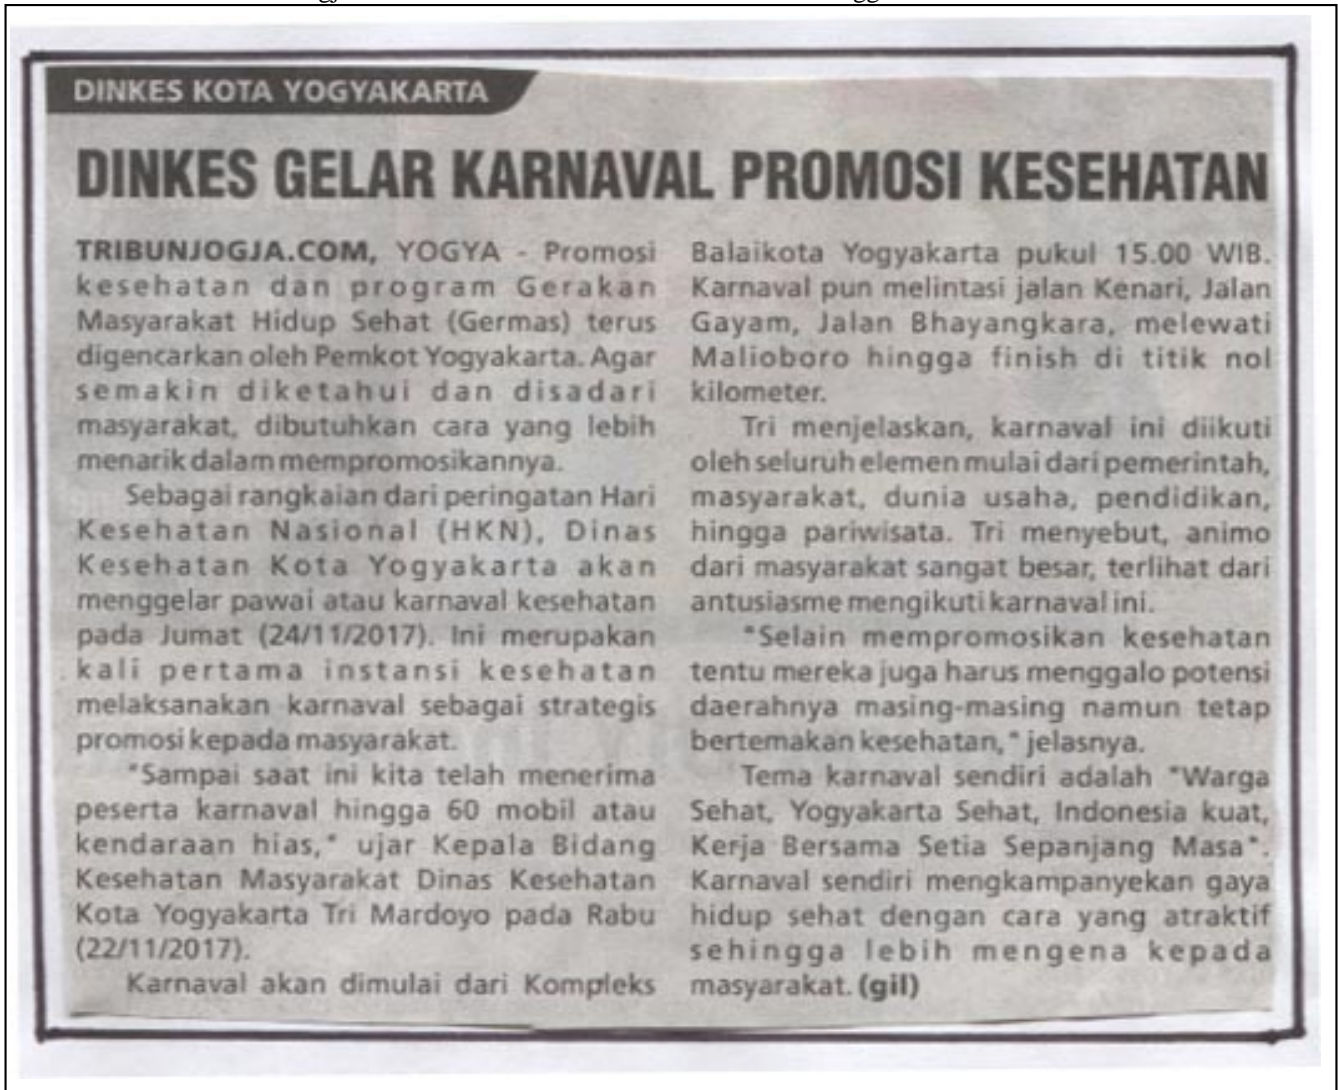 DINKES KOTA YOGYAKARTA
DINKES GELAR KARNAVAL PROMOSI KESEHATAN
TRIBUNJOGJA.COM, YOGYA - Promosi
kesehatan dan program Gerakan
Masyarakat Hidup Sehat (Germas) terus
digencarkan oleh Pemkot Yogyakarta. Agar
semakin diketahui dan disadari
masyarakat, dibutuhkan cara yang lebih
menarik dalam mempromosikannya.
Sebagai rangkaian dari peringatan Hari
Kesehatan Nasional (HKN), Dinas
Kesehatan Kota Yogyakarta akan
menggelar pawai atau karnaval kesehatan
pada Jumat (24/11/2017). Ini merupakan
kali pertama instansi kesehatan
melaksanakan karnaval sebagai strategis
promosi kepada masyarakat.
"Sampai saat ini kita telah menerima
peserta karnaval hingga 60 mobil atau
kendaraan hias," ujar Kepala Bidang
Kesehatan Masyarakat Dinas Kesehatan
Kota Yogyakarta Tri Mardoyo pada Rabu
(22/11/2017).
Karnaval akan dimulai dari Kompleks
Balaikota Yogyakarta pukul 15.00 WIB.
Karnaval pun melintasi jalan Kenari, Jalan
Gayam, Jalan Bhayangkara, melewati
Malioboro hingga finish di titik nol
kilometer.
Tri menjelaskan, karnaval ini diikuti
oleh seluruh elemen mulai dari pemerintah,
masyarakat, dunia usaha, pendidikan,
hingga pariwisata. Tri menyebut, animo
dari masyarakat sangat besar, terlihat dari
antusiasme mengikuti karnaval ini.
"Selain mempromosikan kesehatan
tentu mereka juga harus menggalo potensi
daerahnya masing-masing namun tetap
bertemakan kesehatan," jelasnya.
Tema karnaval sendiri adalah "Warga
Sehat, Yogyakarta Sehat, Indonesia kuat,
Kerja Bersama Setia Sepanjang Masa".
Karnaval sendiri mengkampanyekan gaya
hidup sehat dengan cara yang atraktif
sehingga lebih mengena kepada
masyarakat. (gil)